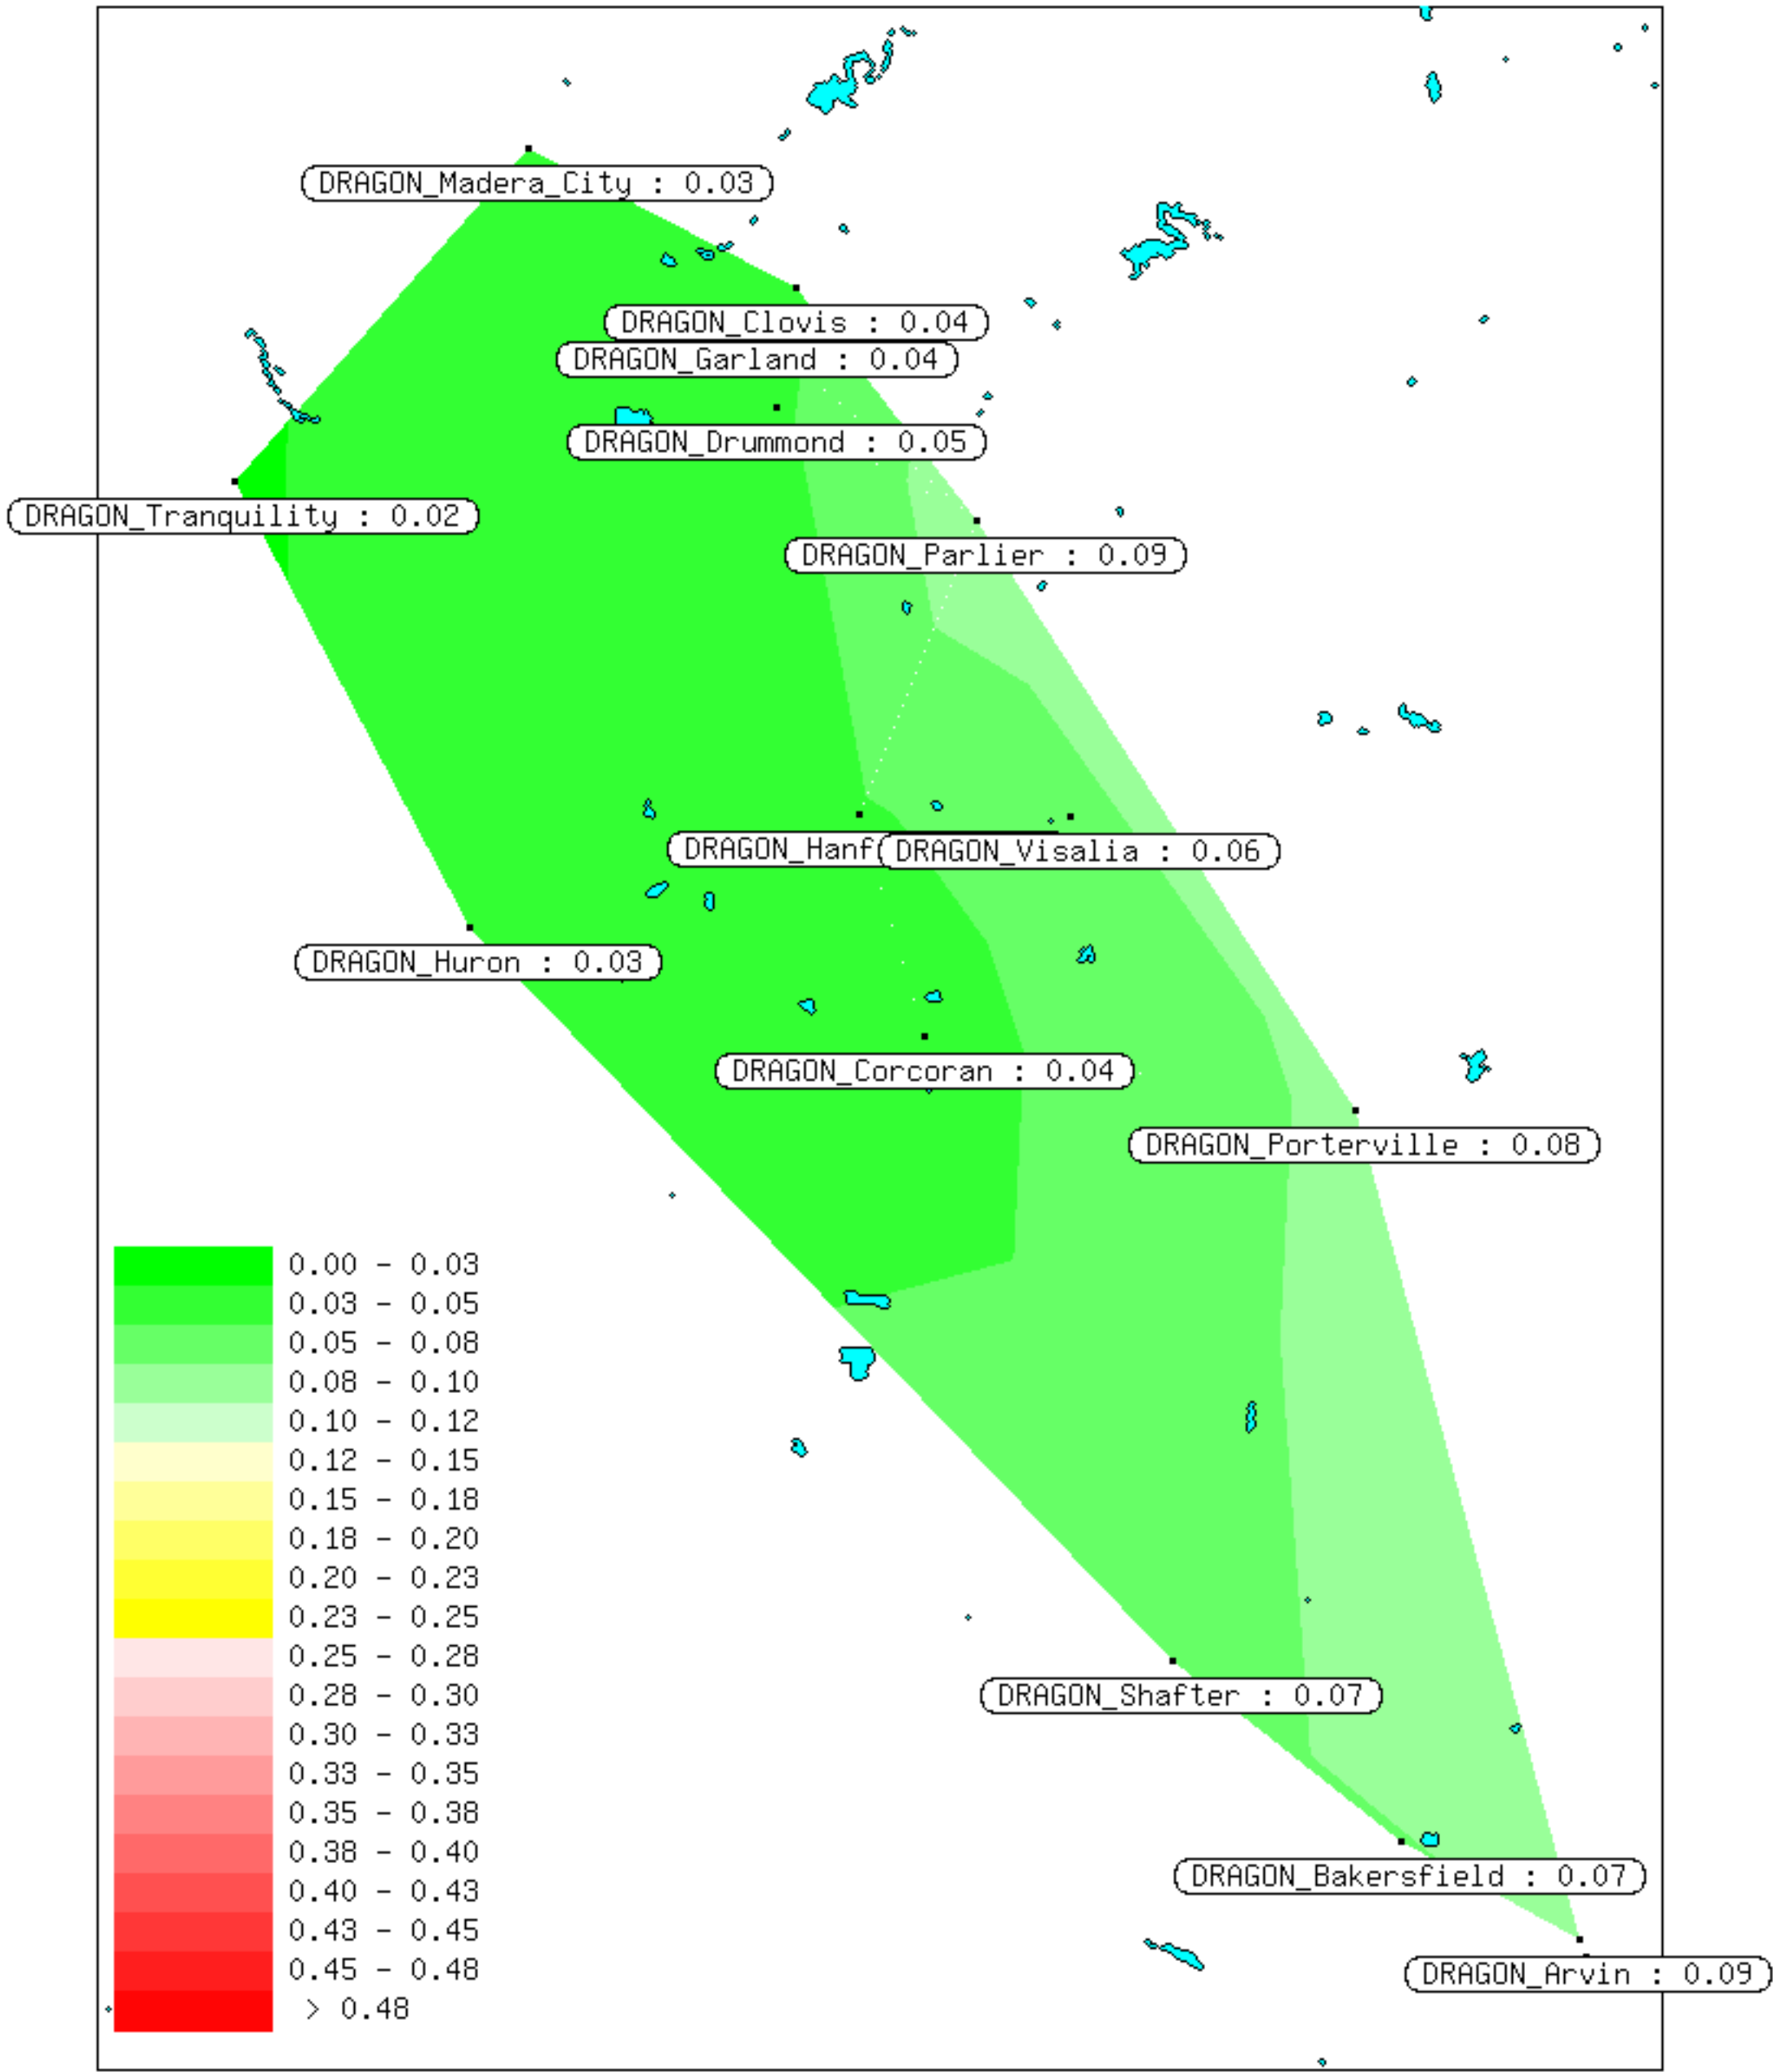 DRAGON_Madera_City : 0.03
DRAGON_Clovis : 0.04
DRAGON_Garland : 0.04
DRAGON_Drummond : 0.05
DRAGON_Tranquility : 0.02
DRAGON_Parlier : 0.09
DRAGON_Hanf
DRAGON_Visalia : 0.06
DRAGON_Huron : 0.03
DRAGON_Corcoran : 0.04
DRAGON_Porterville : 0.08
DRAGON_Shafter : 0.07
DRAGON_Bakersfield : 0.07
DRAGON_Arvin : 0.09
0.00 - 0.03
0.03 - 0.05
0.05 - 0.08
0.08 - 0.10
0.10 - 0.12
0.12 - 0.15
0.15 - 0.18
0.18 - 0.20
0.20 - 0.23
0.23 - 0.25
0.25 - 0.28
0.28 - 0.30
0.30 - 0.33
0.33 - 0.35
0.35 - 0.38
0.38 - 0.40
0.40 - 0.43
0.43 - 0.45
0.45 - 0.48
> 0.48